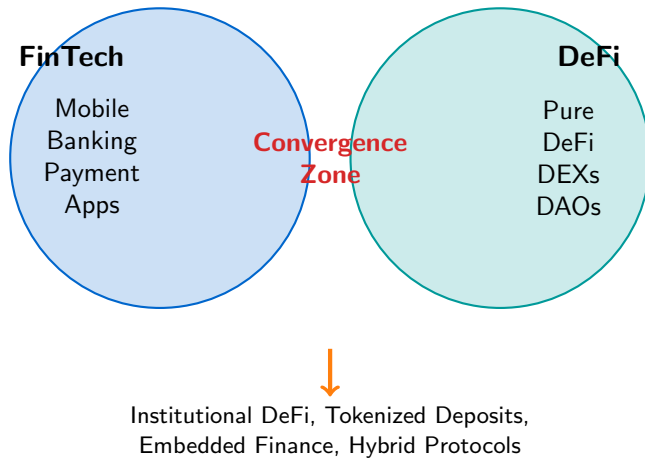 FinTech
Mobile
Banking
Payment
Apps
Convergence
Zone
DeFi
Pure
DeFi
DEXs
DAOs
Institutional DeFi, Tokenized Deposits,
Embedded Finance, Hybrid Protocols